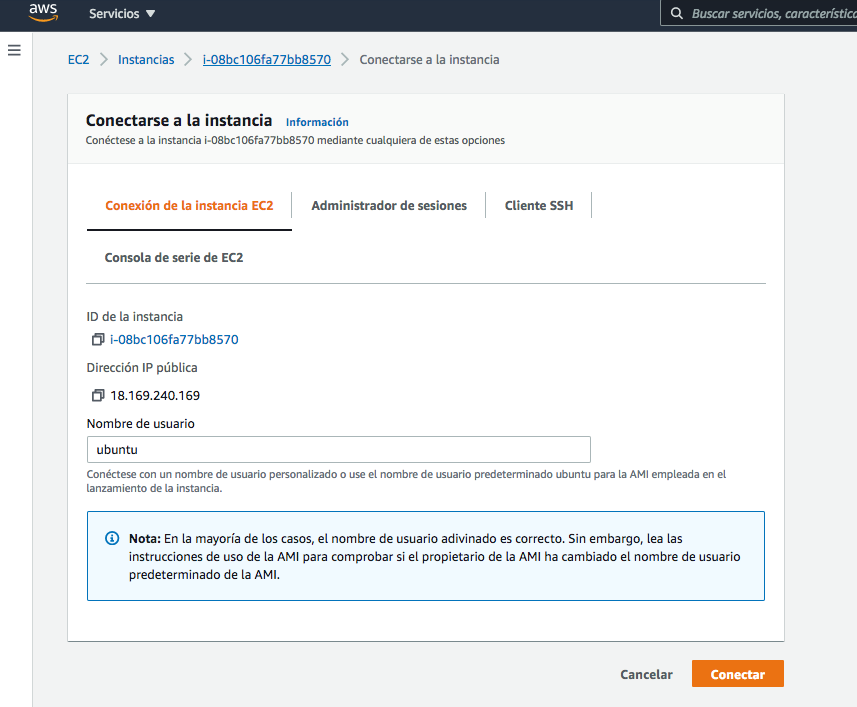 aws
Servicios
Buscar servicios, característica
EC2 > Instancias > i-08bc106fa77bb8570 > Conectarse a la instancia
Conectarse a la instancia Información
Conéctese a la instancia i-08bc106fa77bb8570 mediante cualquiera de estas opciones
Conexión de la instancia EC2
Administrador de sesiones
Cliente SSH
Consola de serie de EC2
ID de la instancia
i-08bc106fa77bb8570
Dirección IP pública
18.169.240.169
Nombre de usuario
ubuntu
Conéctese con un nombre de usuario personalizado o use el nombre de usuario predeterminado ubuntu para la AMI empleada en el
lanzamiento de la instancia.
Nota: En la mayoría de los casos, el nombre de usuario adivinado es correcto. Sin embargo, lea las
instrucciones de uso de la AMI para comprobar si el propietario de la AMI ha cambiado el nombre de usuario
predeterminado de la AMI.
Cancelar
Conectar